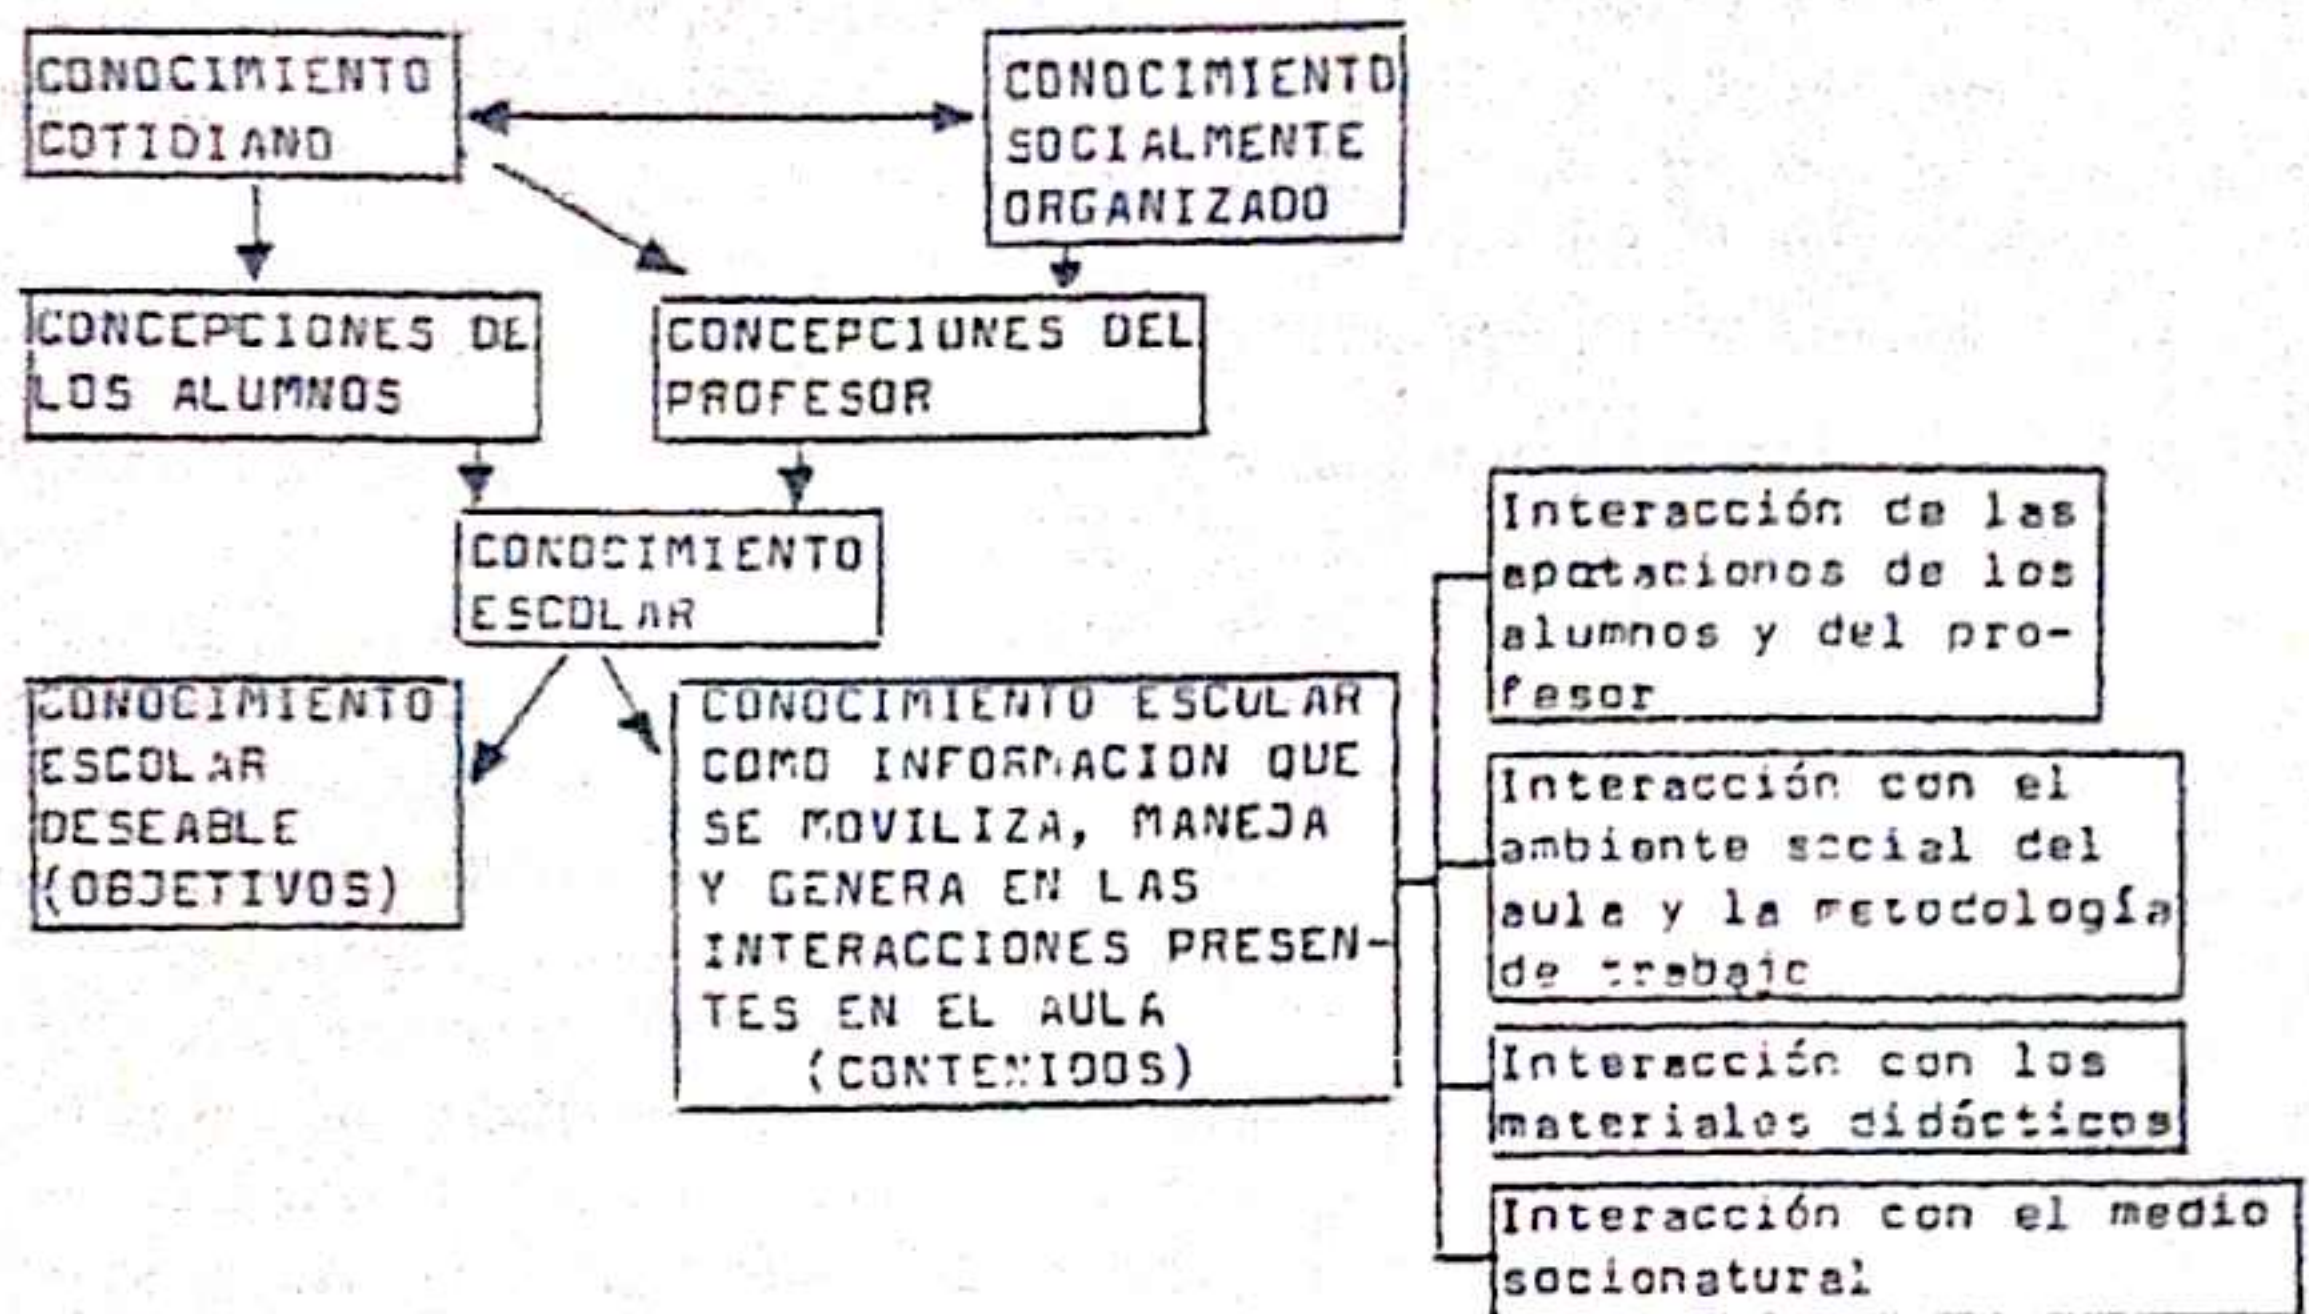 CONOCIMIENTO
COTIDIANO
CONOCIMIENTO
SOCIALMENTE
ORGANIZADO
CONCEPCIONES DE
LOS ALUMNOS
CONCEPCIONES DEL
PROFESOR
CONOCIMIENTO
ESCOLAR
CONOCIMIENTO
ESCOLAR
DESEABLE
(OBJETIVOS)
CONOCIMIENTO ESCOLAR
COMO INFORMACION QUE
SE MOVILIZA, MANEJA
Y GENERA EN LAS
INTERACCIONES PRESEN-
TES EN EL AULA
(CONTENIDOS)
Interacción de las
apotaciones de los
alumnos y del pro-
fesor
Interacción con el
ambiente social del
aula y la metodología
de trabajo
Interacción con los
materiales didácticos
Interacción con el medio
socionatural